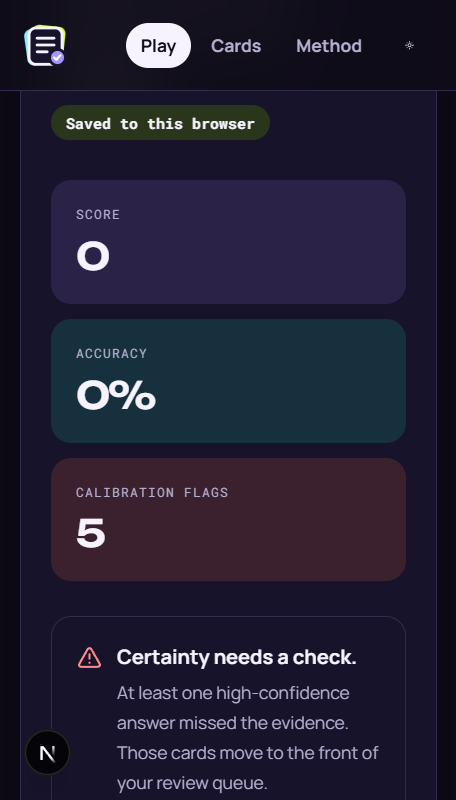 Play Cards Method
Saved to this browser
SCORE
0
ACCURACY
0%
CALIBRATION FLAGS
5
Certainty needs a check.
At least one high-confidence
answer missed the evidence.
Those cards move to the front of
your review queue.
N